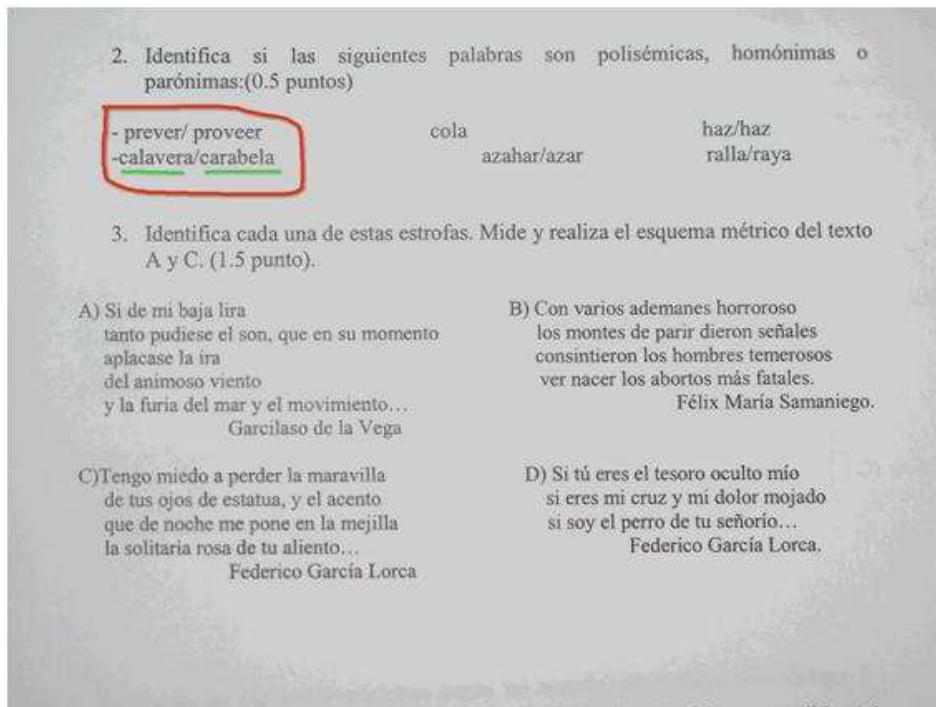 2. Identifica si las siguientes palabras son polisémicas, homónimas o
parónimas:(0.5 puntos)
- prever/ proveer
cola
haz/haz
-calavera/carabela
azahar/azar
ralla/raya
3. Identifica cada una de estas estrofas. Mide y realiza el esquema métrico del texto
A y C. (1.5 punto).
A) Si de mi baja lira
tanto pudiese el son, que en su momento
aplacase la ira
del animoso viento
y la furia del mar y el movimiento…
Garcilaso de la Vega
B) Con varios ademanes horroroso
los montes de parir dieron señales
consintieron los hombres temerosos
ver nacer los abortos más fatales.
Félix María Samaniego.
C)Tengo miedo a perder la maravilla
de tus ojos de estatua, y el acento
que de noche me pone en la mejilla
la solitaria rosa de tu aliento…
Federico García Lorca
D) Si tú eres el tesoro oculto mío
si eres mi cruz y mi dolor mojado
si soy el perro de tu señorío…
Federico García Lorca.